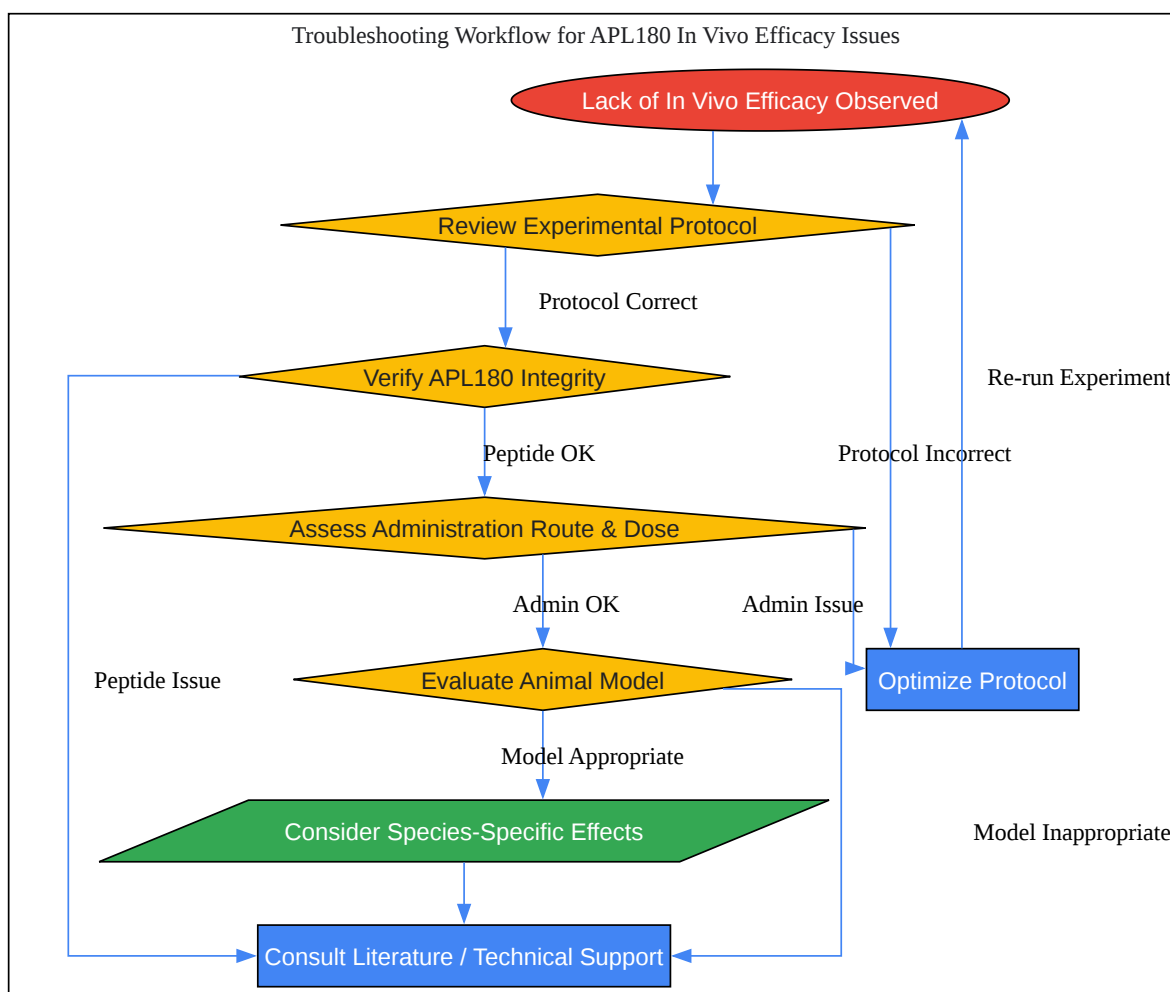 Troubleshooting Workflow for APL180 In Vivo Efficacy Issues
Lack of In Vivo Efficacy Observed
Review Experimental Protocol
Protocol Correct
Verify APL180 Integrity
Re-run Experiment
Peptide OK
Protocol Incorrect
Assess Administration Route & Dose
Admin OK
Admin Issue
Peptide Issue
Evaluate Animal Model
Optimize Protocol
Model Appropriate
Consider Species-Specific Effects
Model Inappropriate
Consult Literature / Technical Support